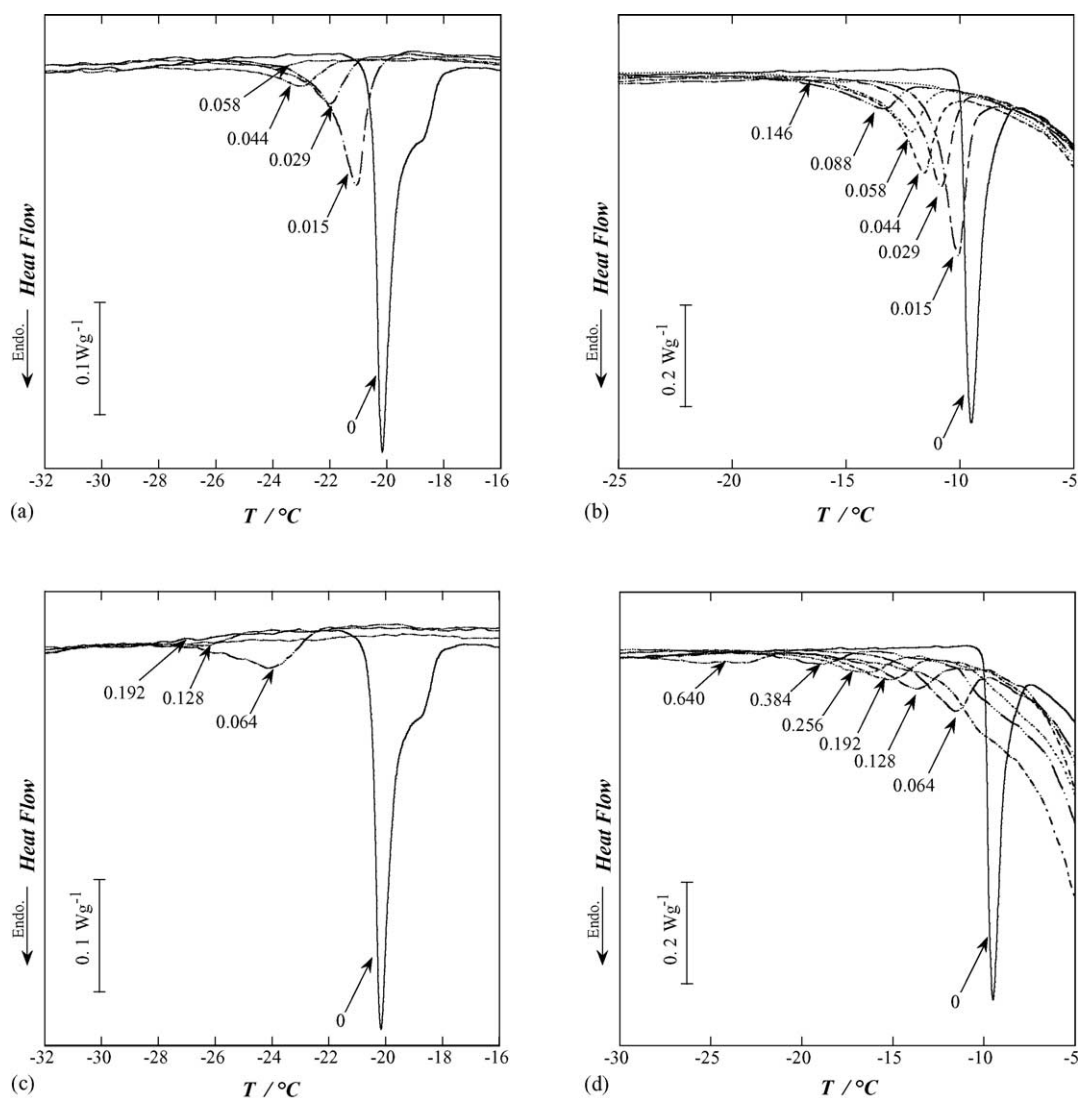 0.058
0.044
0.029
0.015
0
Heat Flow
Endo.
0.1Wg-1
-32 -30 -28 -26 -24 -22 -20 -18 -16
(a)
T / °C
0.146
0.088
0.058
0.044
0.029
0.015
0
Heat Flow
Endo.
0.2 Wg-1
-25 -20 -15 -10 -5
(b)
T / °C
0.192
0.128
0.064
0
Heat Flow
Endo.
0.1 Wg-1
-32 -30 -28 -26 -24 -22 -20 -18 -16
(c)
T / °C
0.640
0.384
0.256
0.192
0.128
0.064
0
Heat Flow
Endo.
0.2 Wg-1
-30 -25 -20 -15 -10 -5
(d)
T / °C